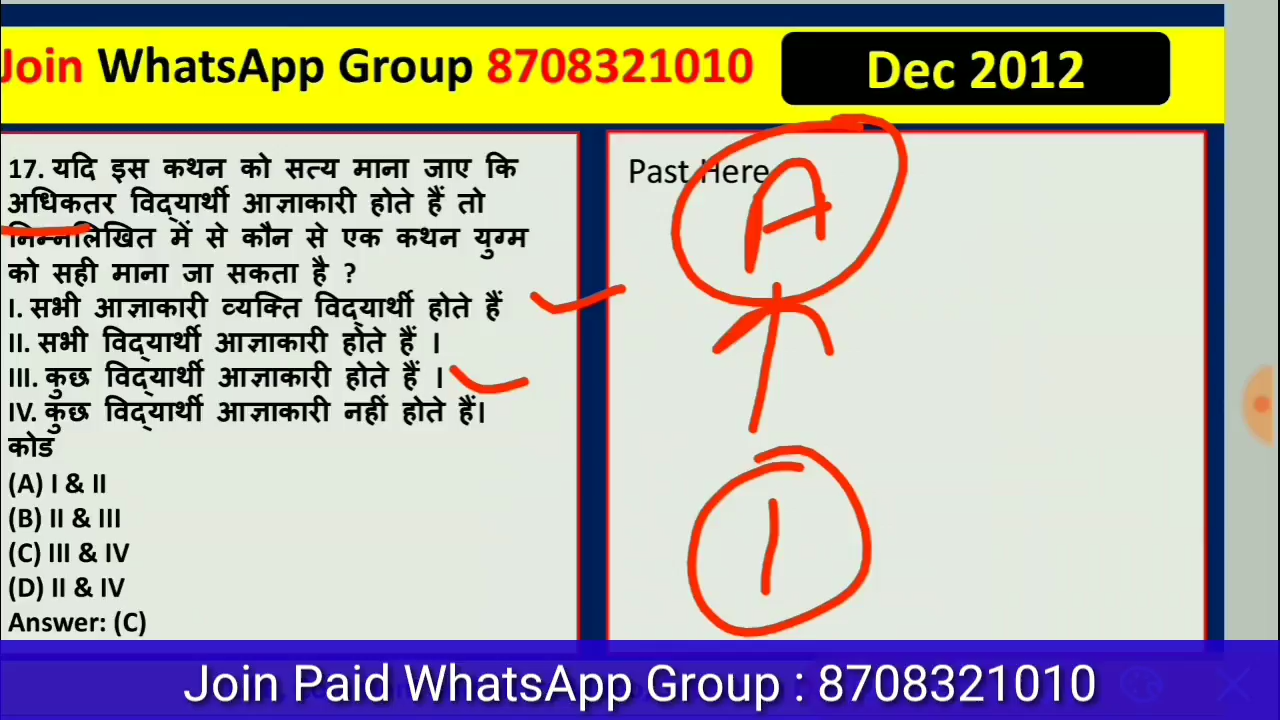 Join WhatsApp Group 8708321010
Dec 2012
17. यदि इस कथन को सत्य माना जाए कि
अधिकतर विद्यार्थी आज्ञाकारी होते हैं तो
निम्नलिखित में से कौन से एक कथन युग्म
को सही माना जा सकता है ?
I. सभी आज्ञाकारी व्यक्ति विद्यार्थी होते हैं
II. सभी विद्यार्थी आज्ञाकारी होते हैं ।
III. कुछ विद्यार्थी आज्ञाकारी होते हैं ।
IV. कुछ विद्यार्थी आज्ञाकारी नहीं होते हैं।
कोड
(A) I & II
(B) II & III
(C) III & IV
(D) II & IV
Answer: (C)
Past Here
A
I
Join Paid WhatsApp Group : 8708321010